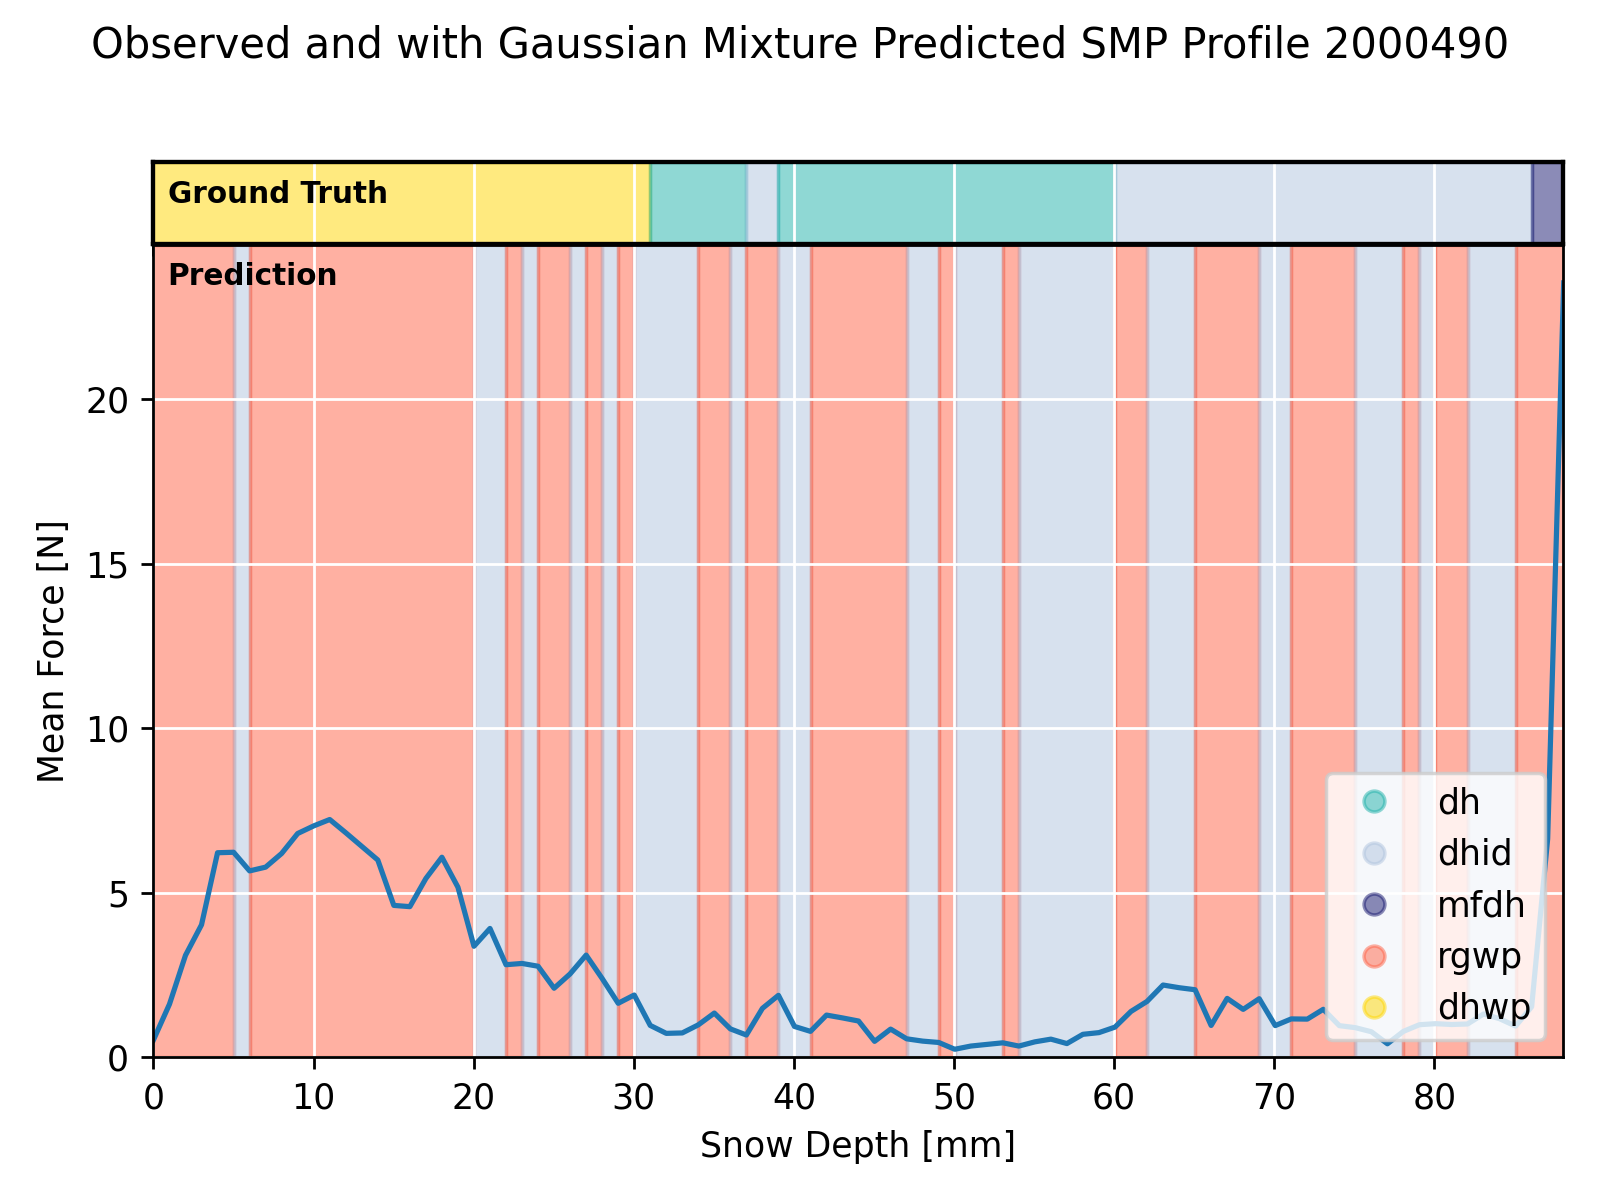 Observed and with Gaussian Mixture Predicted SMP Profile 2000490
Ground Truth
Prediction
20
15
10
5
0
Mean Force [N]
dh
dhid
mfdh
rgwp
dhwp
0 10 20 30 40 50 60 70 80
Snow Depth [mm]